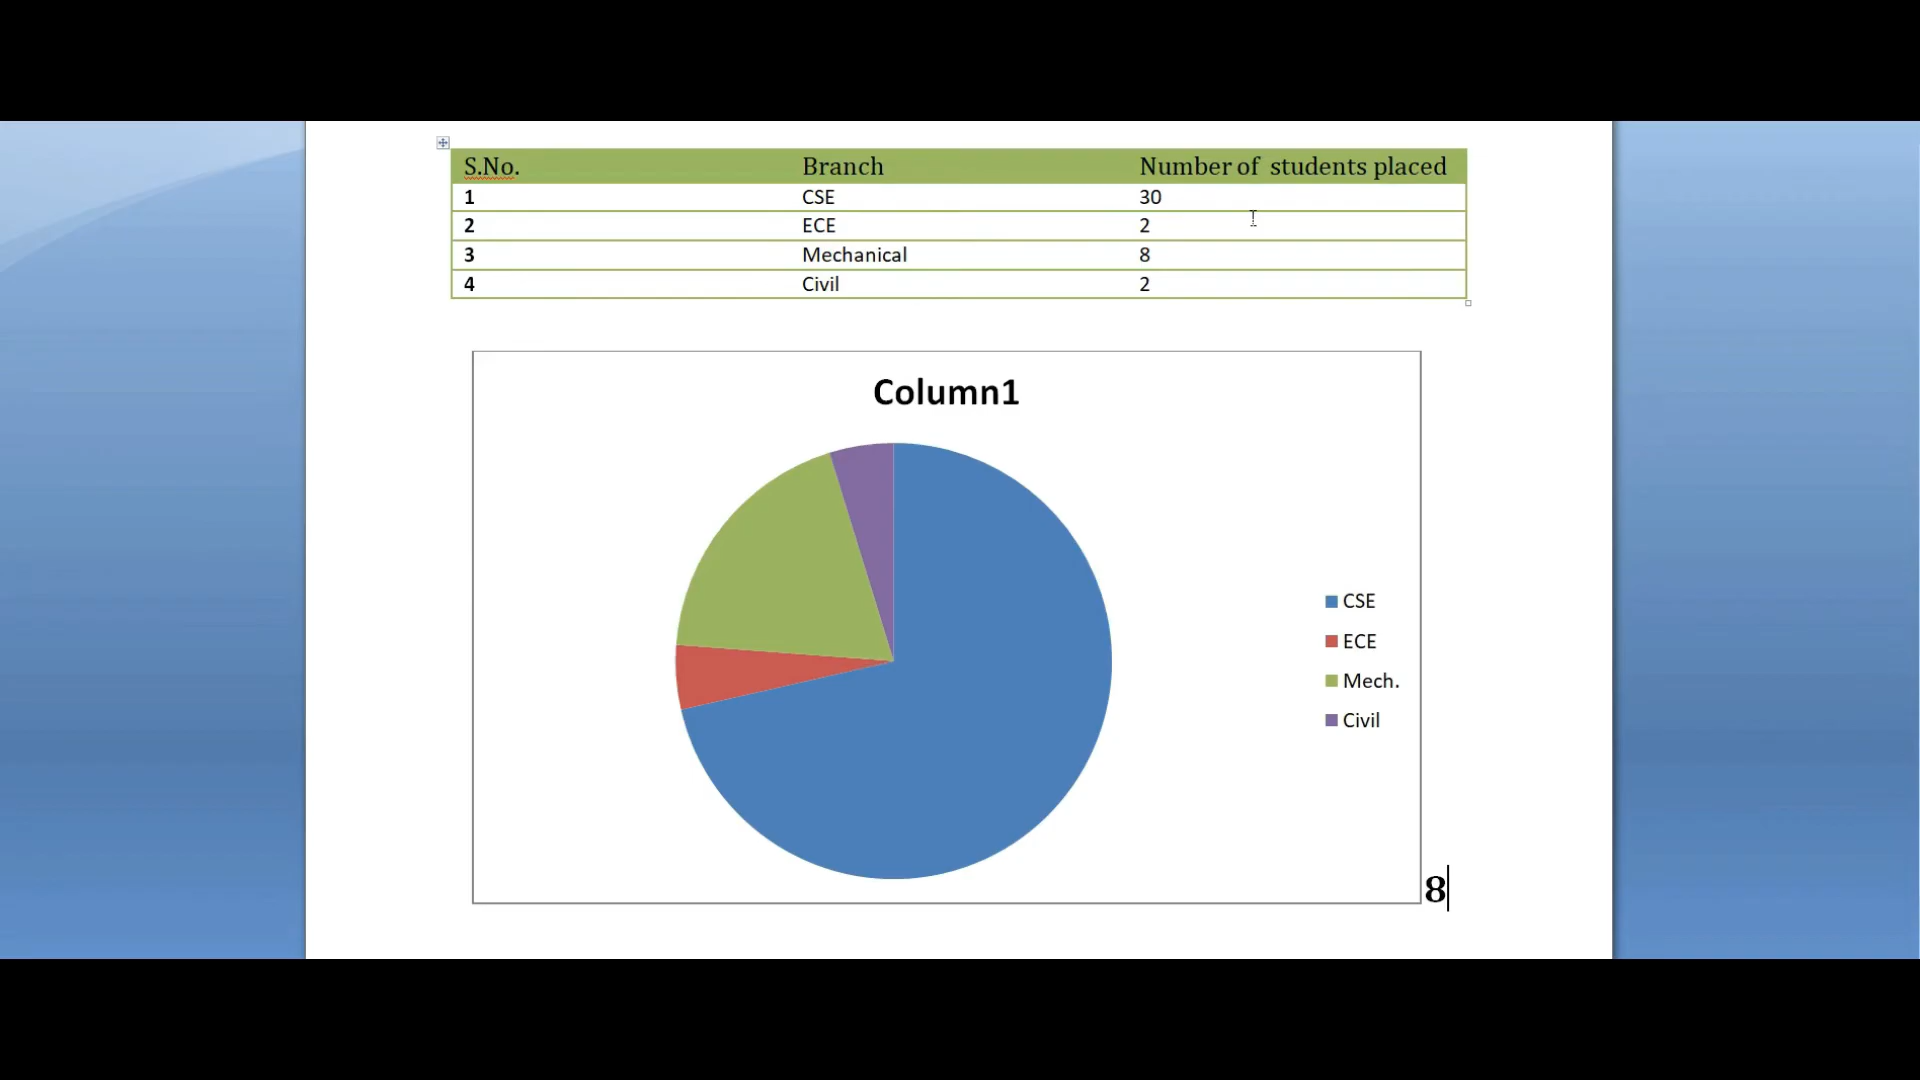 S.No. Branch Number of students placed
1 CSE 30
2 ECE 2
3 Mechanical 8
4 Civil 2
Column1
CSE
ECE
Mech.
Civil
8